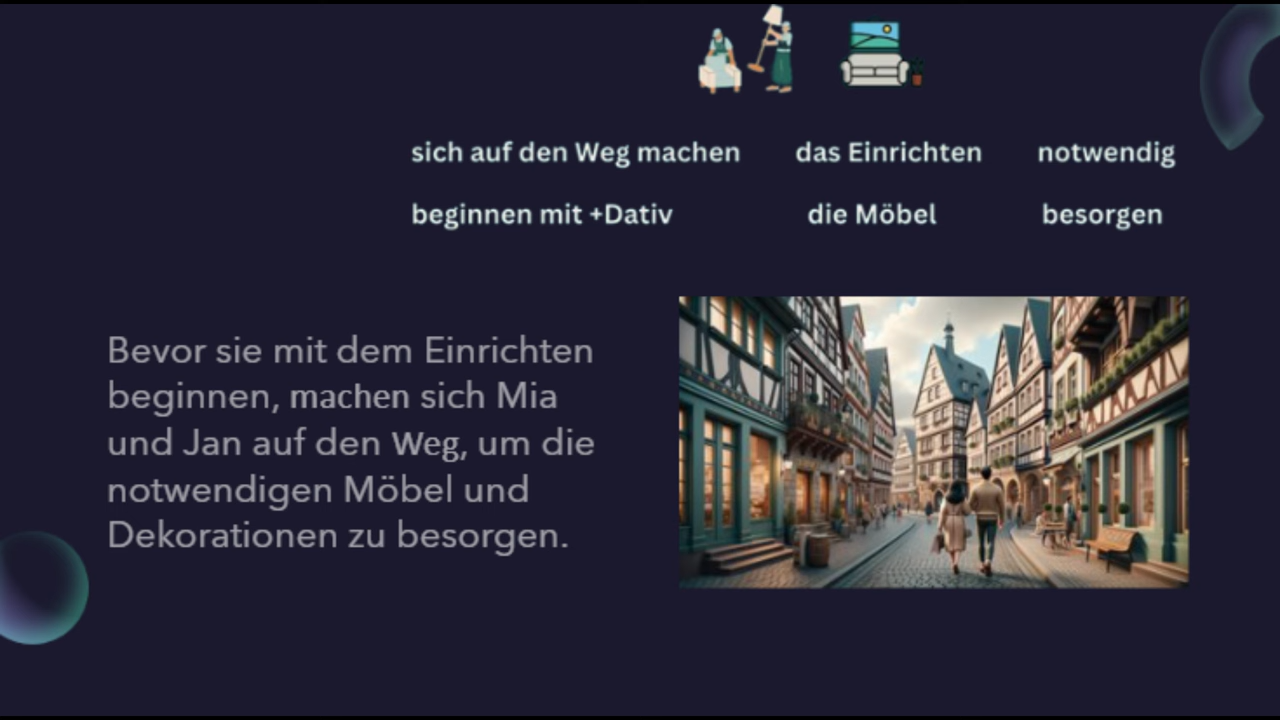 sich auf den Weg machen das Einrichten notwendig
beginnen mit +Dativ die Möbel besorgen
Bevor sie mit dem Einrichten
beginnen, machen sich Mia
und Jan auf den Weg, um die
notwendigen Möbel und
Dekorationen zu besorgen.